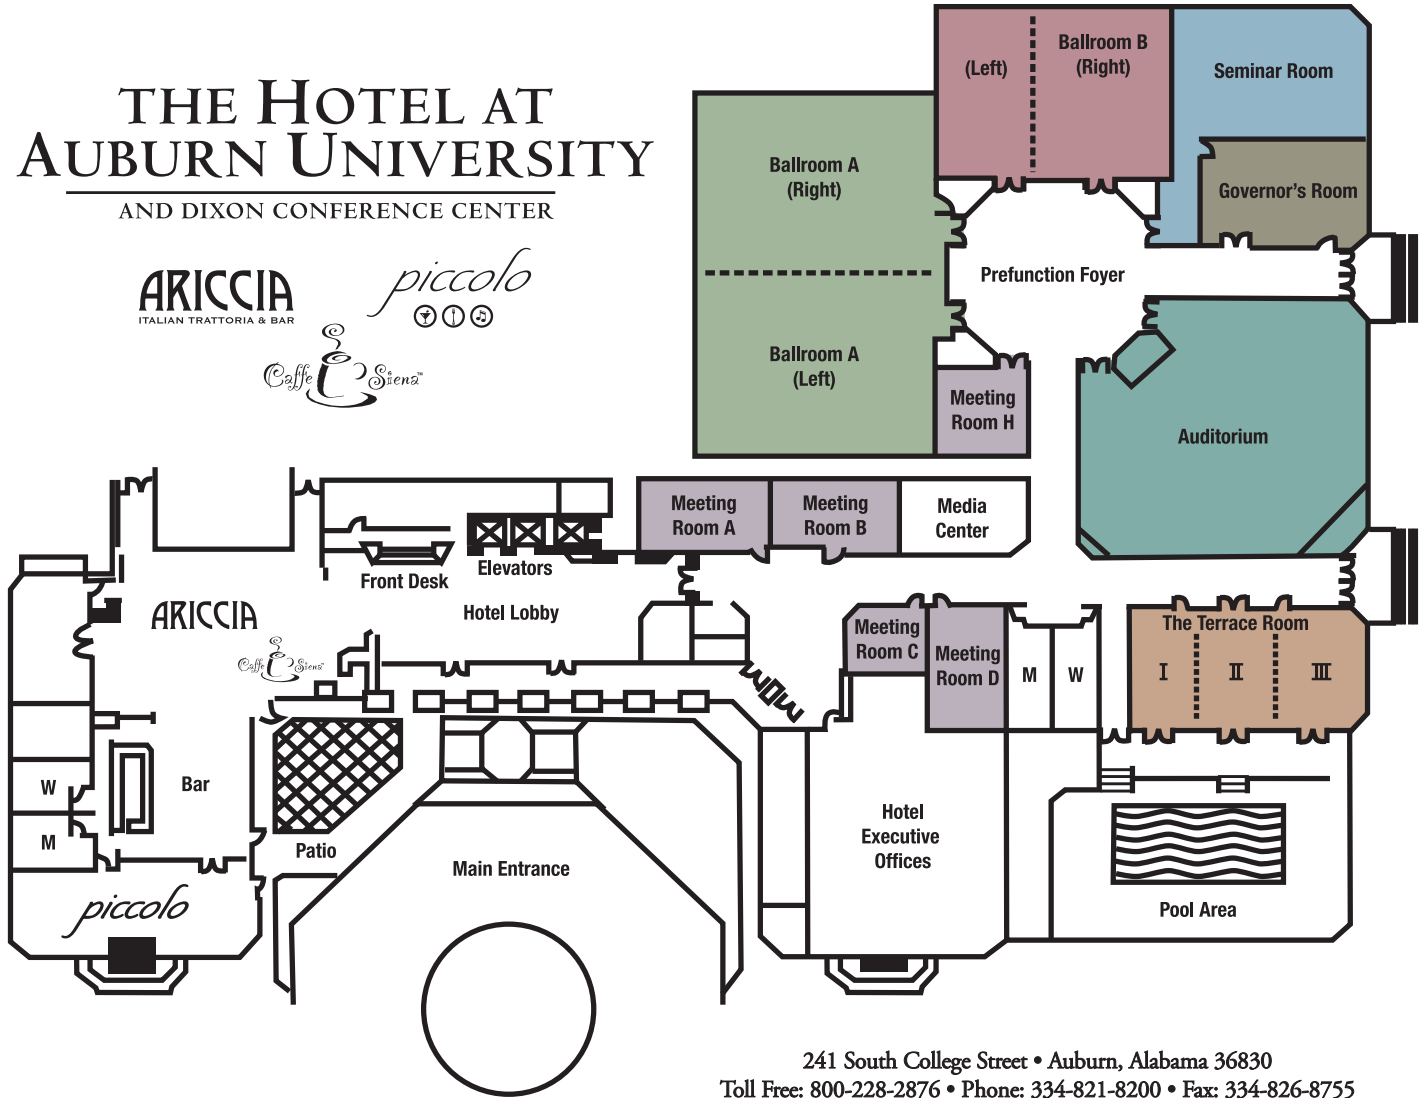 THE HOTEL AT
AUBURN UNIVERSITY
AND DIXON CONFERENCE CENTER
ARICCIA
ITALIAN TRATTORIA & BAR
piccolo
Caffe Siena™
(Left)
Ballroom B
(Right)
Seminar Room
Ballroom A
(Right)
Governor's Room
Prefunction Foyer
Ballroom A
(Left)
Meeting
Room H
Auditorium
Meeting
Room A
Meeting
Room B
Media
Center
Front Desk
Elevators
Hotel Lobby
ARICCIA
Caffe Siena™
Meeting
Room C
Meeting
Room D
M
W
The Terrace Room
I
II
III
W
M
Bar
Patio
Main Entrance
Hotel
Executive
Offices
Pool Area
piccolo
241 South College Street • Auburn, Alabama 36830
Toll Free: 800-228-2876 • Phone: 334-821-8200 • Fax: 334-826-8755